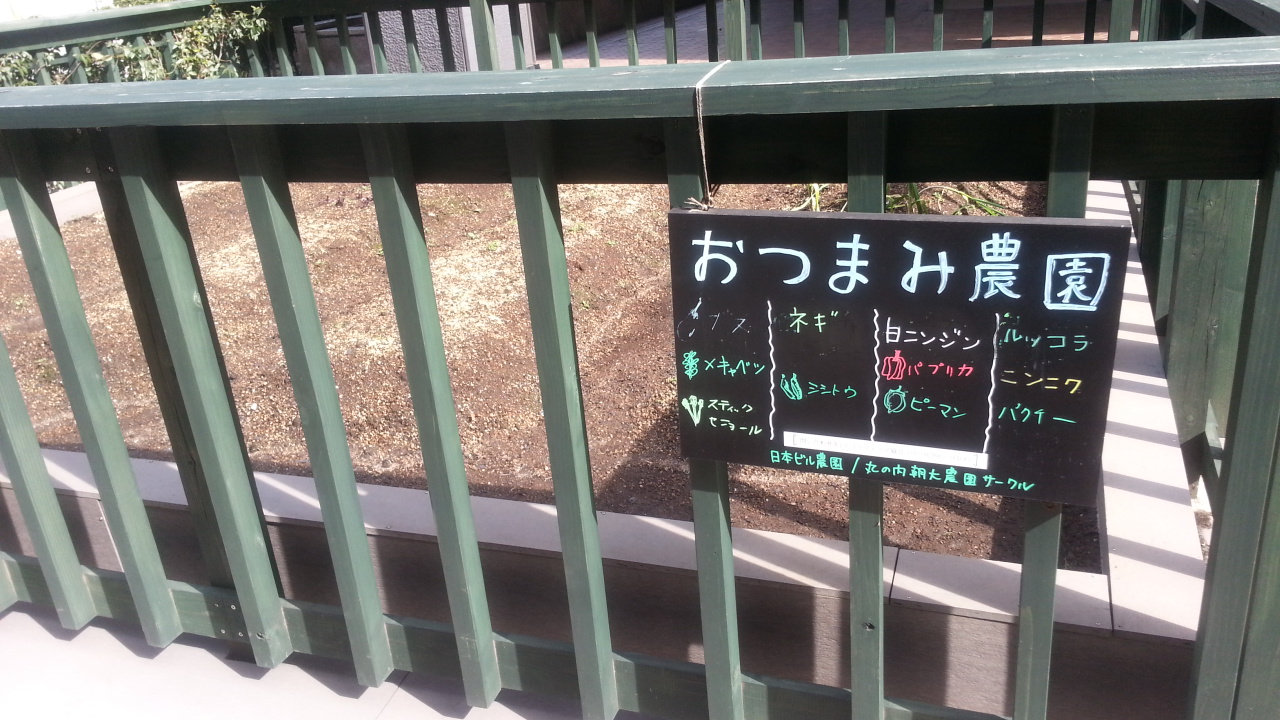 おつまみ農園
ナス
メキャベツ
スティック
セニョール
ネギ
シシトウ
白ニンジン
パプリカ
ピーマン
ルッコラ
ニンニク
パクチー
日本ビル農園 / 丸の内朝大農園サークル